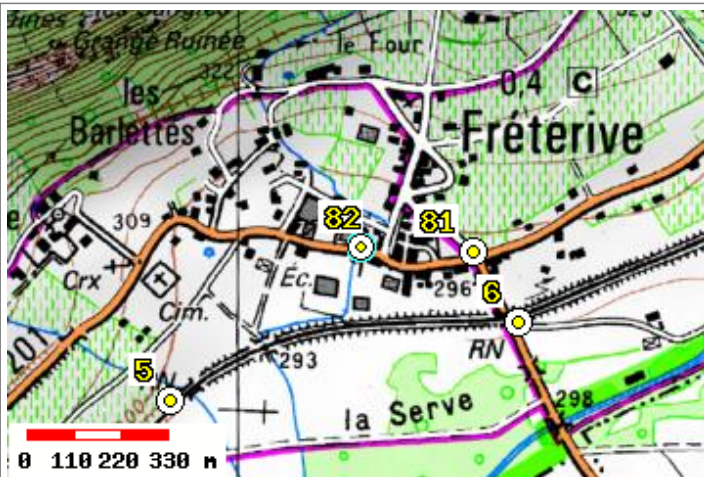 Grange Ruinée
le Four
322
les
Barlettes
0,4
C
Fréterive
309
82
81
Crx
Cim.
Éc.
296
6
201
293
RN
5
la Serve
298
0 110 220 330 m